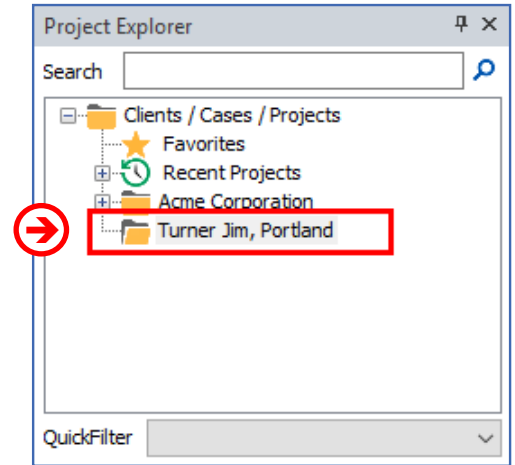 Project Explorer
Search
Clients / Cases / Projects
Favorites
Recent Projects
Acme Corporation
Turner Jim, Portland
QuickFilter